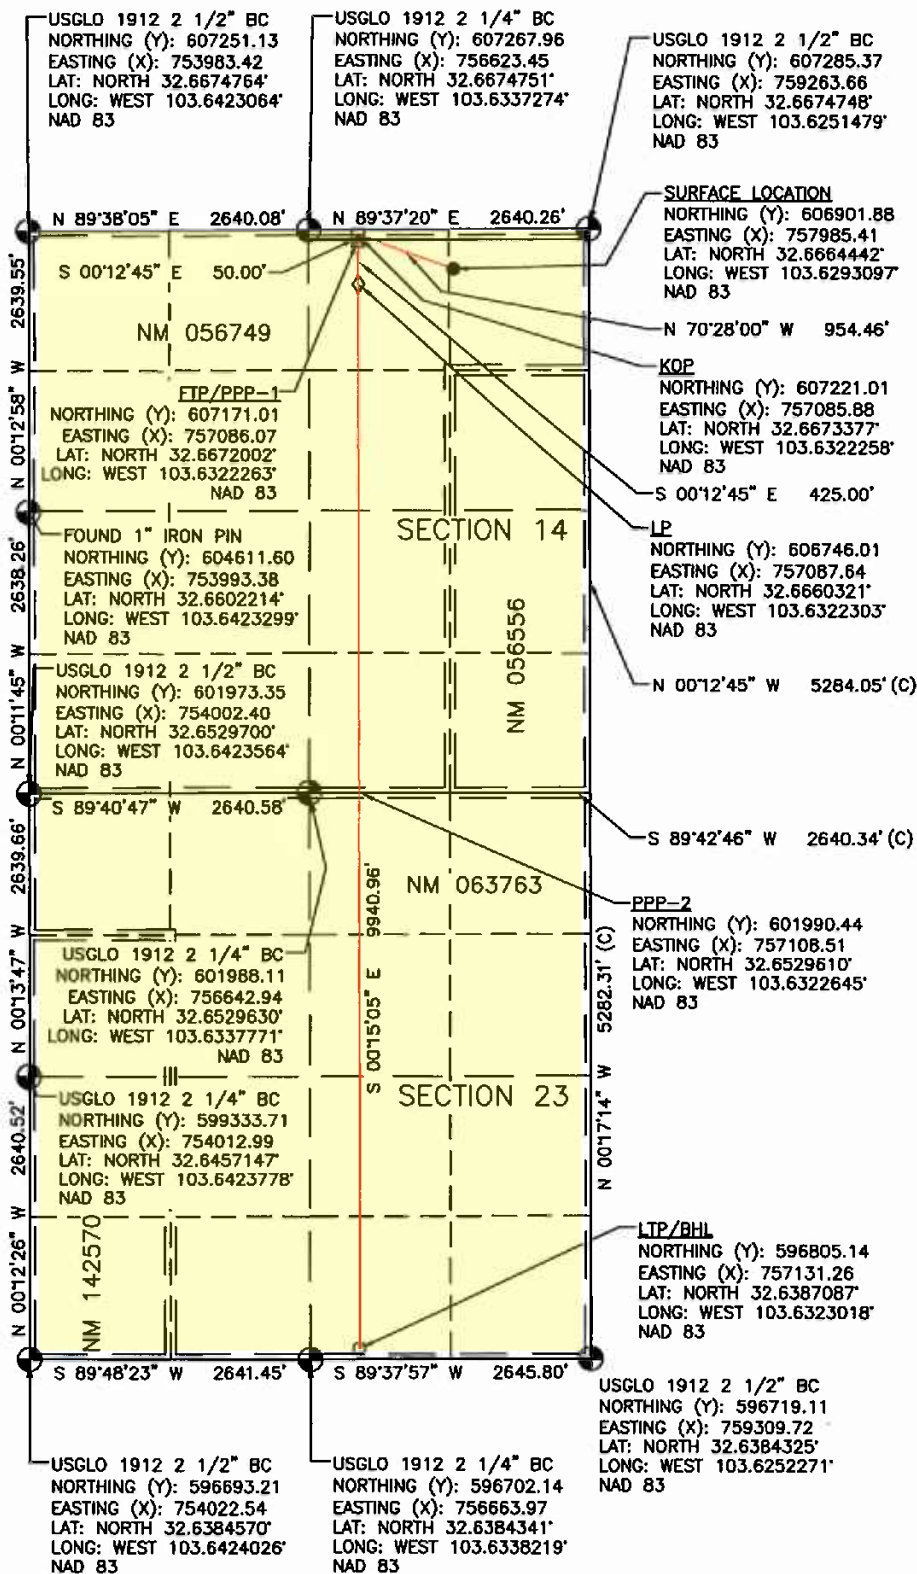 USGLO 1912 2 1/2" BC
NORTHING (Y): 607251.13
EASTING (X): 753983.42
LAT: NORTH 32.6674764°
LONG: WEST 103.6423064°
NAD 83
USGLO 1912 2 1/4" BC
NORTHING (Y): 607267.96
EASTING (X): 756623.45
LAT: NORTH 32.6674751°
LONG: WEST 103.6337274°
NAD 83
USGLO 1912 2 1/2" BC
NORTHING (Y): 607285.37
EASTING (X): 759263.66
LAT: NORTH 32.6674748°
LONG: WEST 103.6251479°
NAD 83
N 89°38'05" E 2640.08'
N 89°37'20" E 2640.26'
SURFACE LOCATION
NORTHING (Y): 606901.88
EASTING (X): 757985.41
LAT: NORTH 32.6664442°
LONG: WEST 103.6293097°
NAD 83
S 00°12'45" E 50.00'
N 70°28'00" W 954.46'
NM 056749
KOP
NORTHING (Y): 607221.01
EASTING (X): 757085.88
LAT: NORTH 32.6673377°
LONG: WEST 103.6322258°
NAD 83
FTP/PPP-1
NORTHING (Y): 607171.01
EASTING (X): 757086.07
LAT: NORTH 32.6672002°
LONG: WEST 103.6322263°
NAD 83
N 00°12'58" W 2639.55'
S 00°12'45" E 425.00'
SECTION 14
FOUND 1" IRON PIN
NORTHING (Y): 604611.60
EASTING (X): 753993.38
LAT: NORTH 32.6602214°
LONG: WEST 103.6423299°
NAD 83
LP
NORTHING (Y): 606746.01
EASTING (X): 757087.64
LAT: NORTH 32.6660321°
LONG: WEST 103.6322303°
NAD 83
NM 056556
N 00°11'45" W 2638.26'
USGLO 1912 2 1/2" BC
NORTHING (Y): 601973.35
EASTING (X): 754002.40
LAT: NORTH 32.6529700°
LONG: WEST 103.6423564°
NAD 83
N 00°12'45" W 5284.05' (C)
S 89°40'47" W 2640.58'
S 89°42'46" W 2640.34' (C)
NM 063763
PPP-2
NORTHING (Y): 601990.44
EASTING (X): 757108.51
LAT: NORTH 32.6529610°
LONG: WEST 103.6322645°
NAD 83
N 00°13'47" W 2639.66'
USGLO 1912 2 1/4" BC
NORTHING (Y): 601988.11
EASTING (X): 756642.94
LAT: NORTH 32.6529630°
LONG: WEST 103.6337771°
NAD 83
S 00°15'05" E 9940.96'
N 00°17'14" W 5282.31' (C)
SECTION 23
USGLO 1912 2 1/4" BC
NORTHING (Y): 599333.71
EASTING (X): 754012.99
LAT: NORTH 32.6457147°
LONG: WEST 103.6423778°
NAD 83
N 00°12'26" W 2640.52'
NM 142570
LTP/BHL
NORTHING (Y): 596805.14
EASTING (X): 757131.26
LAT: NORTH 32.6387087°
LONG: WEST 103.6323018°
NAD 83
S 89°48'23" W 2641.45'
S 89°37'57" W 2645.80'
USGLO 1912 2 1/2" BC
NORTHING (Y): 596719.11
EASTING (X): 759309.72
LAT: NORTH 32.6384325°
LONG: WEST 103.6252271°
NAD 83
USGLO 1912 2 1/2" BC
NORTHING (Y): 596693.21
EASTING (X): 754022.54
LAT: NORTH 32.6384570°
LONG: WEST 103.6424026°
NAD 83
USGLO 1912 2 1/4" BC
NORTHING (Y): 596702.14
EASTING (X): 756663.97
LAT: NORTH 32.6384341°
LONG: WEST 103.6338219°
NAD 83